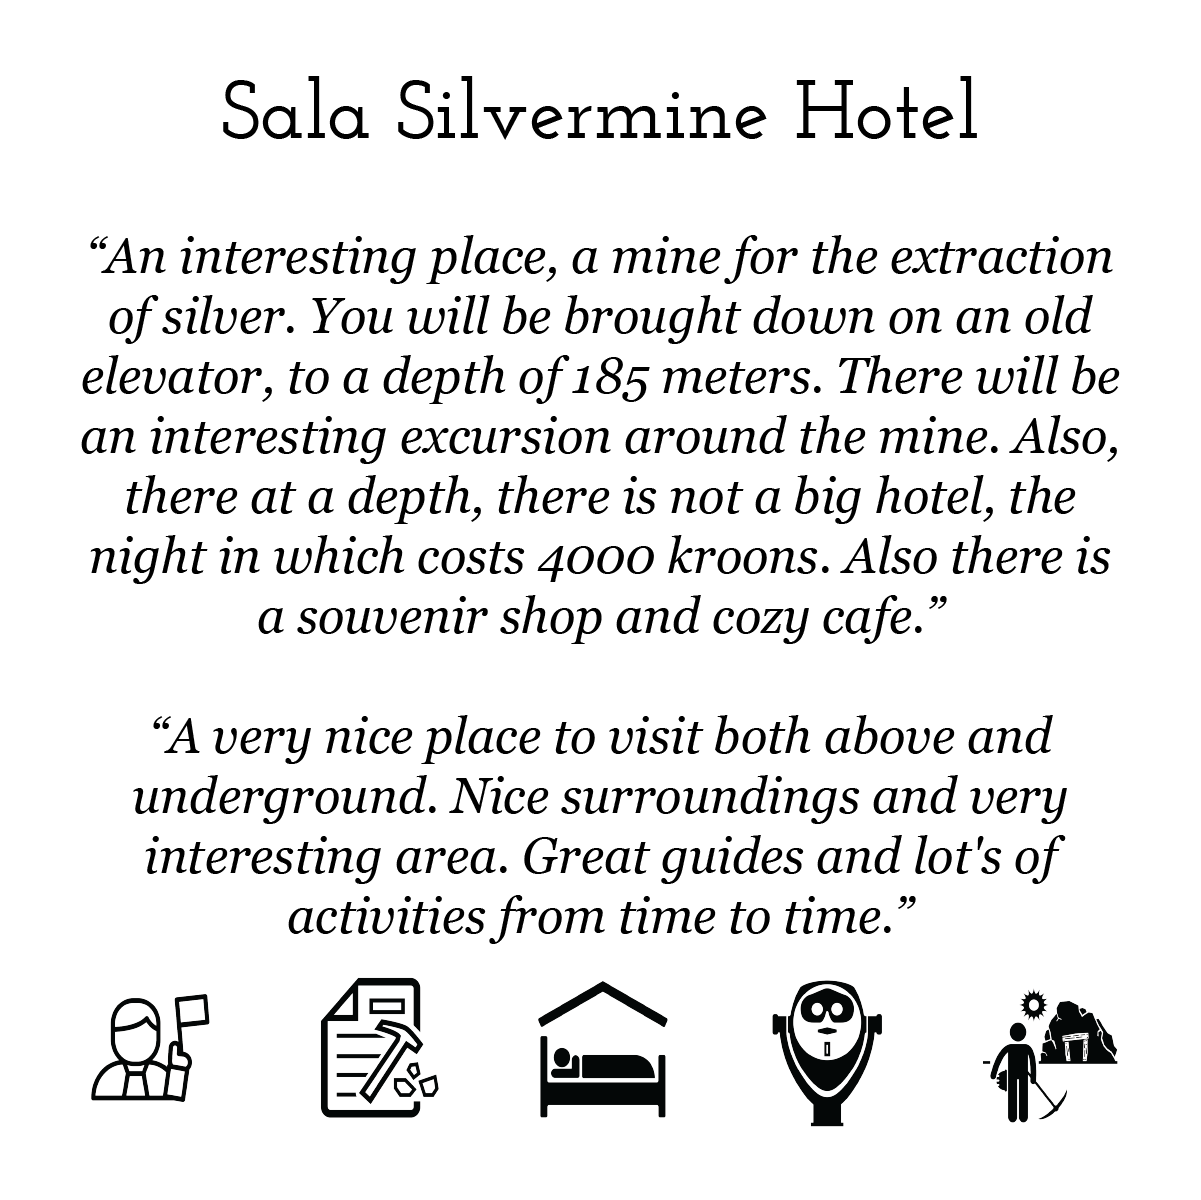 Sala Silvermine Hotel
“An interesting place, a mine for the extraction
of silver. You will be brought down on an old
elevator, to a depth of 185 meters. There will be
an interesting excursion around the mine. Also,
there at a depth, there is not a big hotel, the
night in which costs 4000 kroons. Also there is
a souvenir shop and cozy cafe.”
“A very nice place to visit both above and
underground. Nice surroundings and very
interesting area. Great guides and lot's of
activities from time to time.”